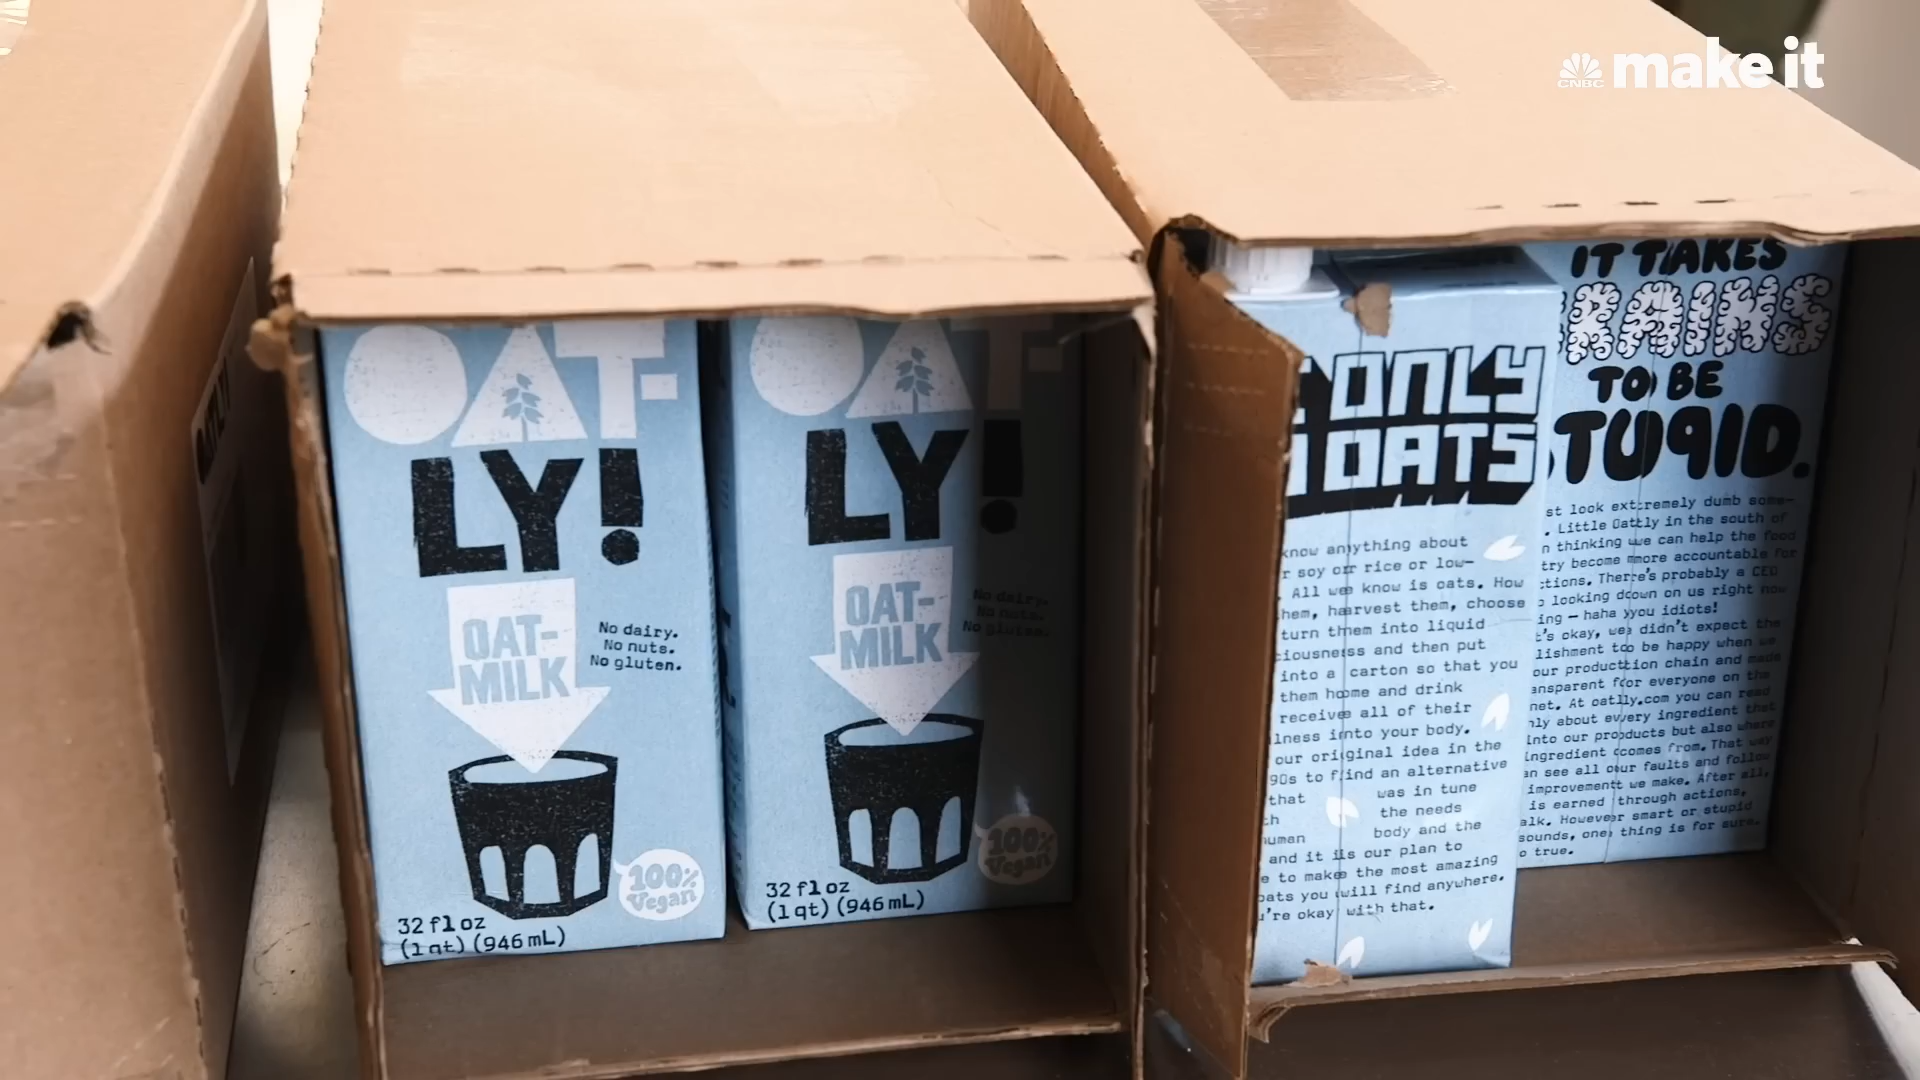 CNBC make it
OAT-
LY!
OAT-
MILK
No dairy.
No nuts.
No gluten.
100%
Vegan
32 fl oz
(1 qt) (946 mL)
OAT
LY!
OAT-
MILK
No dairy.
No nuts.
No gluten.
100%
Vegan
32 fl oz
(1 qt) (946 mL)
ONLY
OATS
know anything about
r soy or rice or low-
. All we know is oats. How
hem, harvest them, choose
turn them into liquid
ciousness and then put
into a carton so that you
them home and drink
receive all of their
lness into your body.
our original idea in the
90s to find an alternative
that was in tune
th the needs
uman body and the
and it is our plan to
e to make the most amazing
oats you will find anywhere.
u're okay with that.
IT TAKES
RAINS
TO BE
STUPID.
st look extremely dumb some-
. Little Oatly in the south of
n thinking we can help the food
try become more accountable for
ctions. There's probably a CEO
o looking down on us right now
ing - haha you idiots!
t's okay, we didn't expect the
lishment to be happy when we
our production chain and made
ansparent for everyone on the
net. At oatly.com you can read
nly about every ingredient that
into our products but also where
ingredient comes from. That way
an see all our faults and follow
improvement we make. After all,
is earned through actions,
alk. However smart or stupid
sounds, one thing is for sure.
o true.